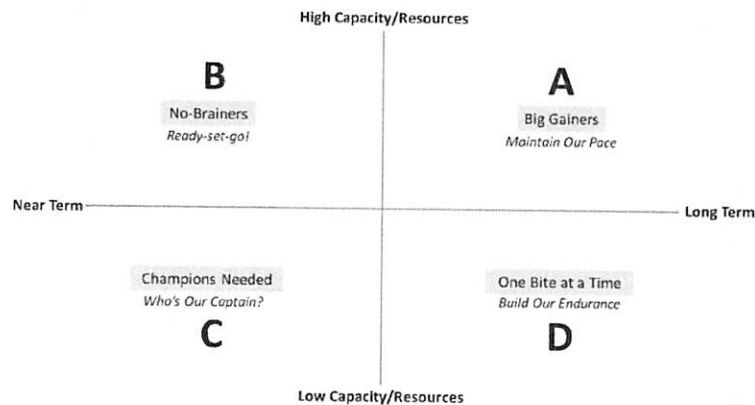 High Capacity/Resources
B
No-Brainers
Ready-set-go!
A
Big Gainers
Maintain Our Pace
Near Term
Long Term
Champions Needed
Who's Our Captain?
C
One Bite at a Time
Build Our Endurance
D
Low Capacity/Resources